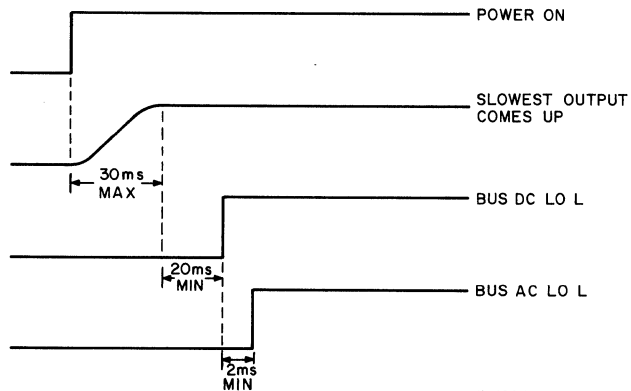 POWER ON
SLOWEST OUTPUT
COMES UP
30ms
MAX
BUS DC LO L
20ms
MIN
BUS AC LO L
2ms
MIN